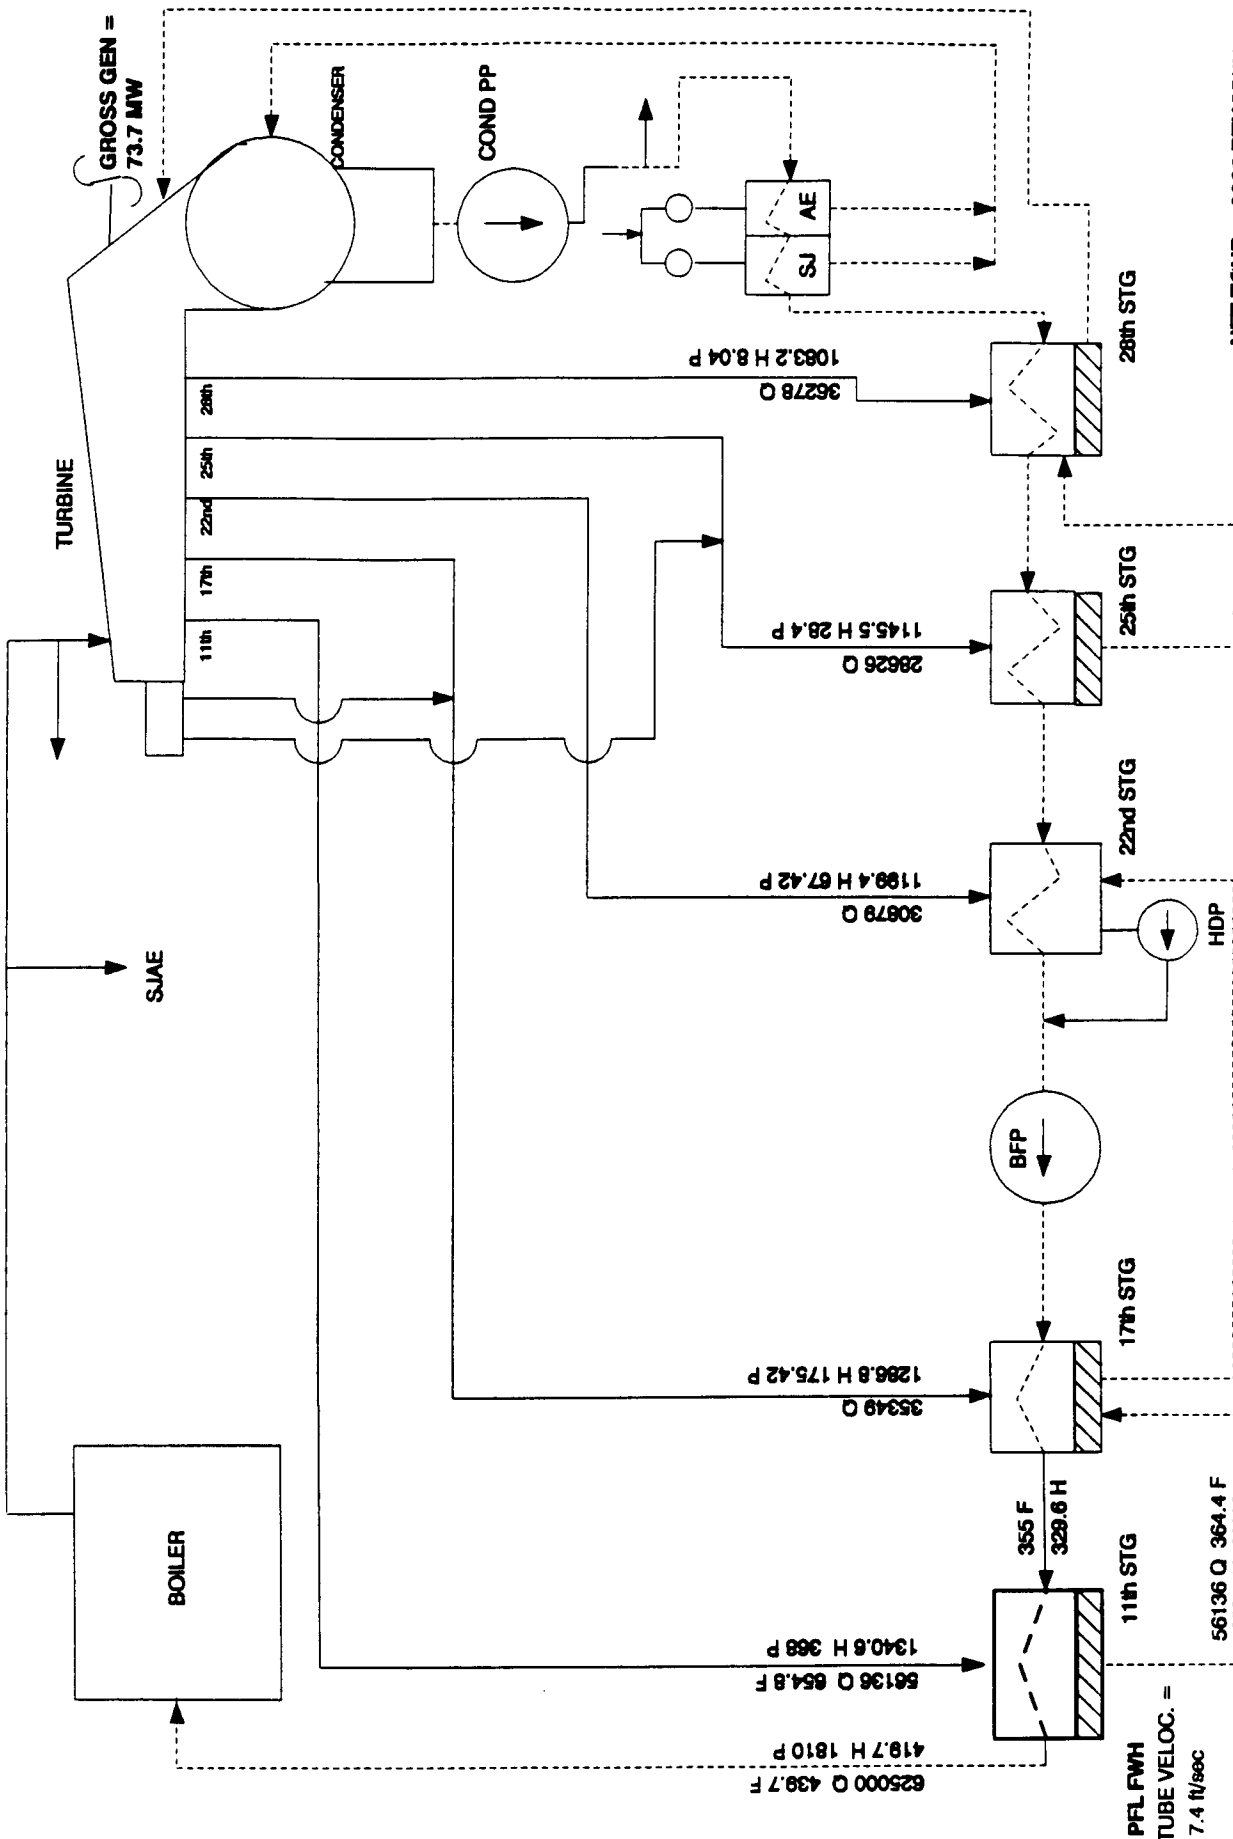 GROSS GEN =
73.7 MW
TURBINE
CONDENSER
COND PP
11th
17th
22nd
25th
28th
SJAE
BOILER
SJ
AE
1083.2 H 8.04 P
36278 Q
28th STG
1145.5 H 28.4 P
28626 Q
25th STG
1199.4 H 67.42 P
30879 Q
22nd STG
HDP
BFP
1286.8 H 175.42 P
35349 Q
17th STG
355 F
329.6 H
1340.6 H 368 P
56136 Q 654.8 F
11th STG
56136 Q 364.4 F
419.7 H 1810 P
625000 Q 439.7 F
PFL FWH
TUBE VELOC. =
7.4 ft/sec